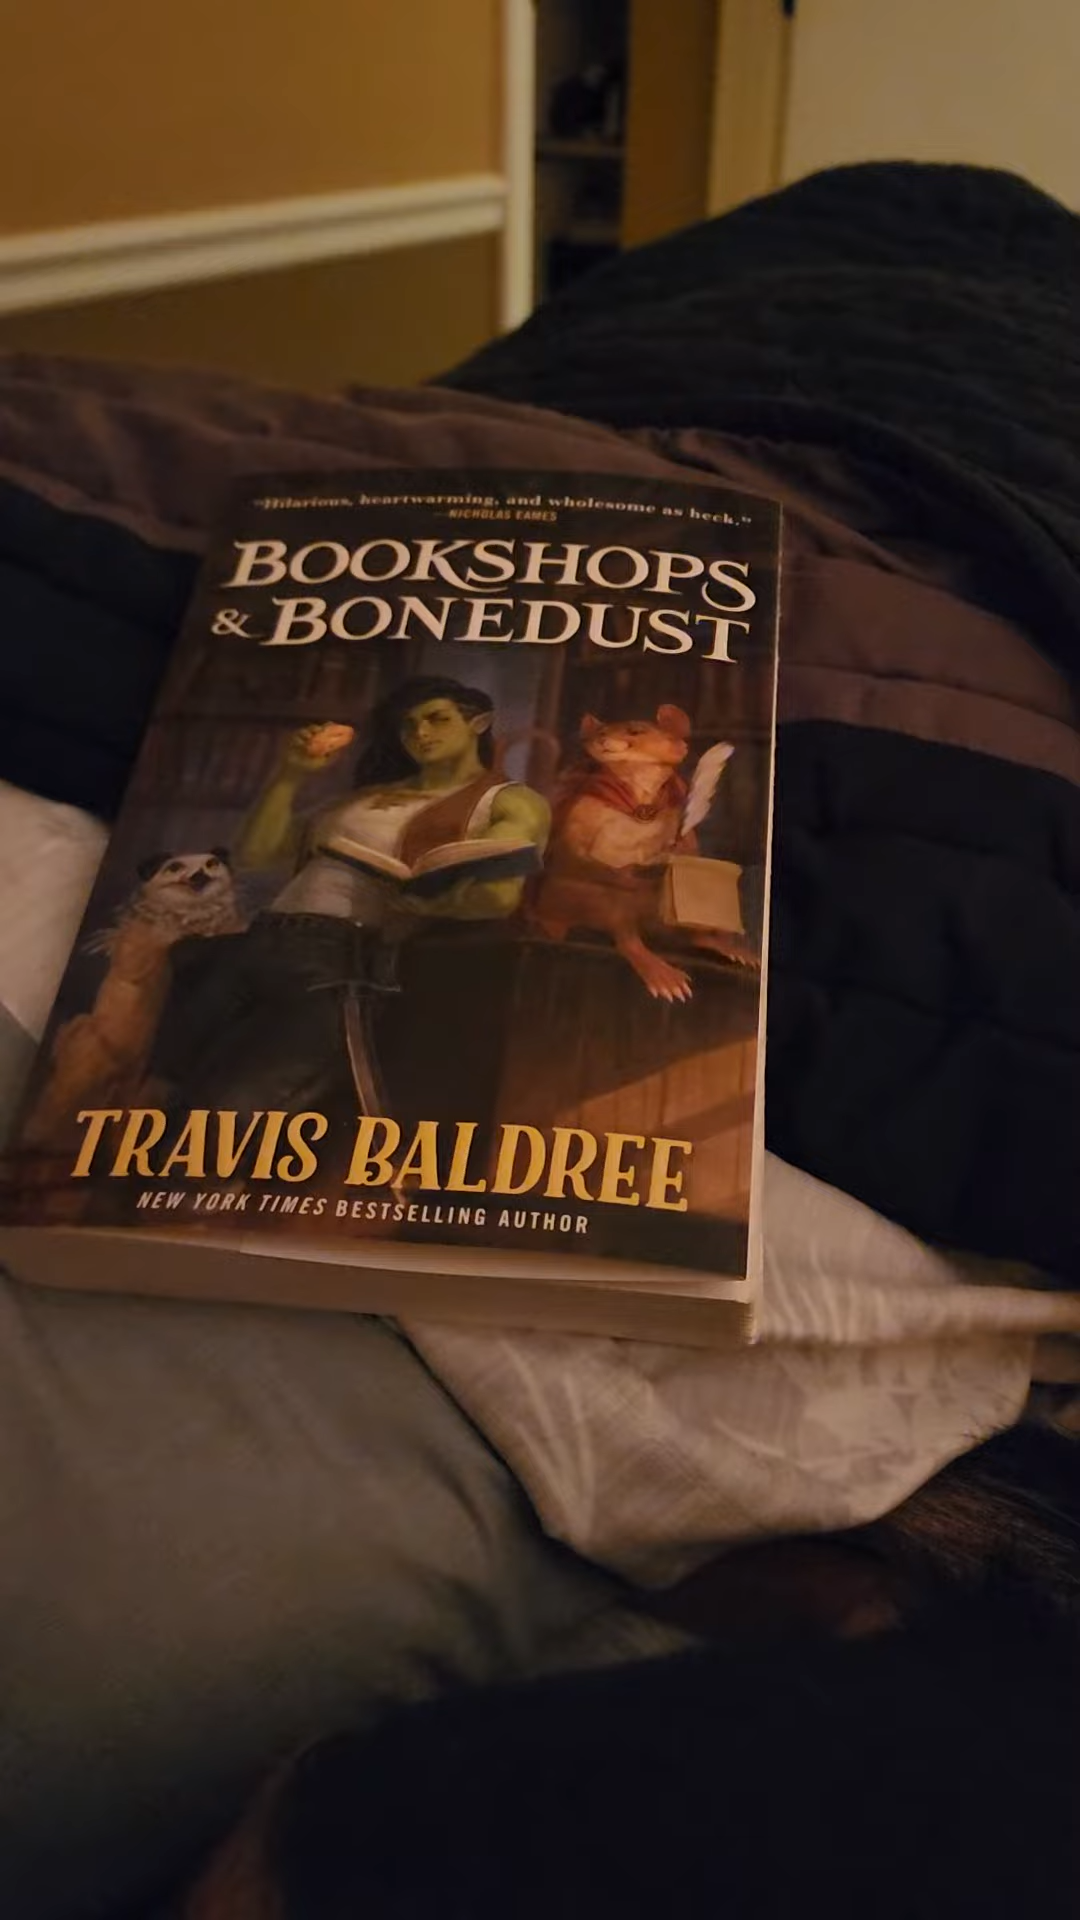 "Hilarious, heartwarming, and wholesome as heck."
—NICHOLAS EAMES
BOOKSHOPS
& BONEDUST
TRAVIS BALDREE
NEW YORK TIMES BESTSELLING AUTHOR